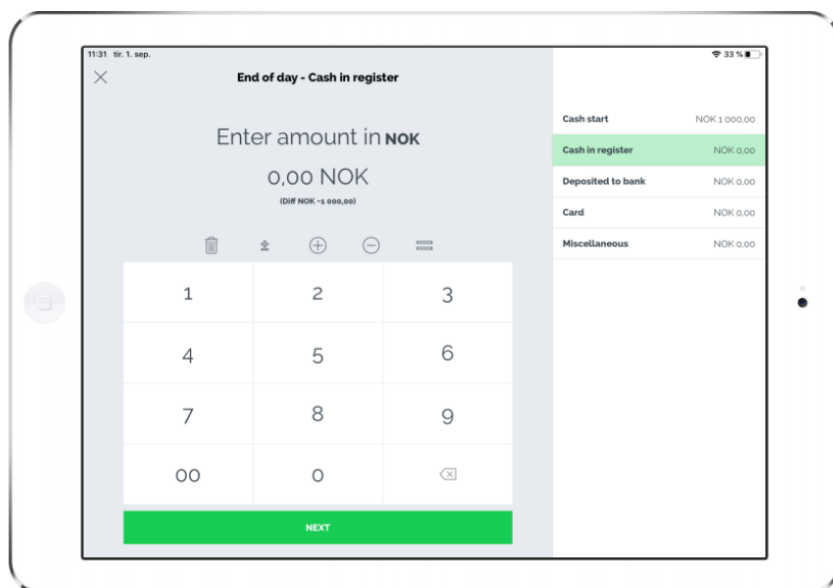 11:31 tir. 1. sep.
33 %
End of day - Cash in register
Enter amount in NOK
0,00 NOK
(Diff NOK -1 000,00)
1 2 3
4 5 6
7 8 9
00 0
NEXT
Cash start NOK 1 000,00
Cash in register NOK 0,00
Deposited to bank NOK 0,00
Card NOK 0,00
Miscellaneous NOK 0,00